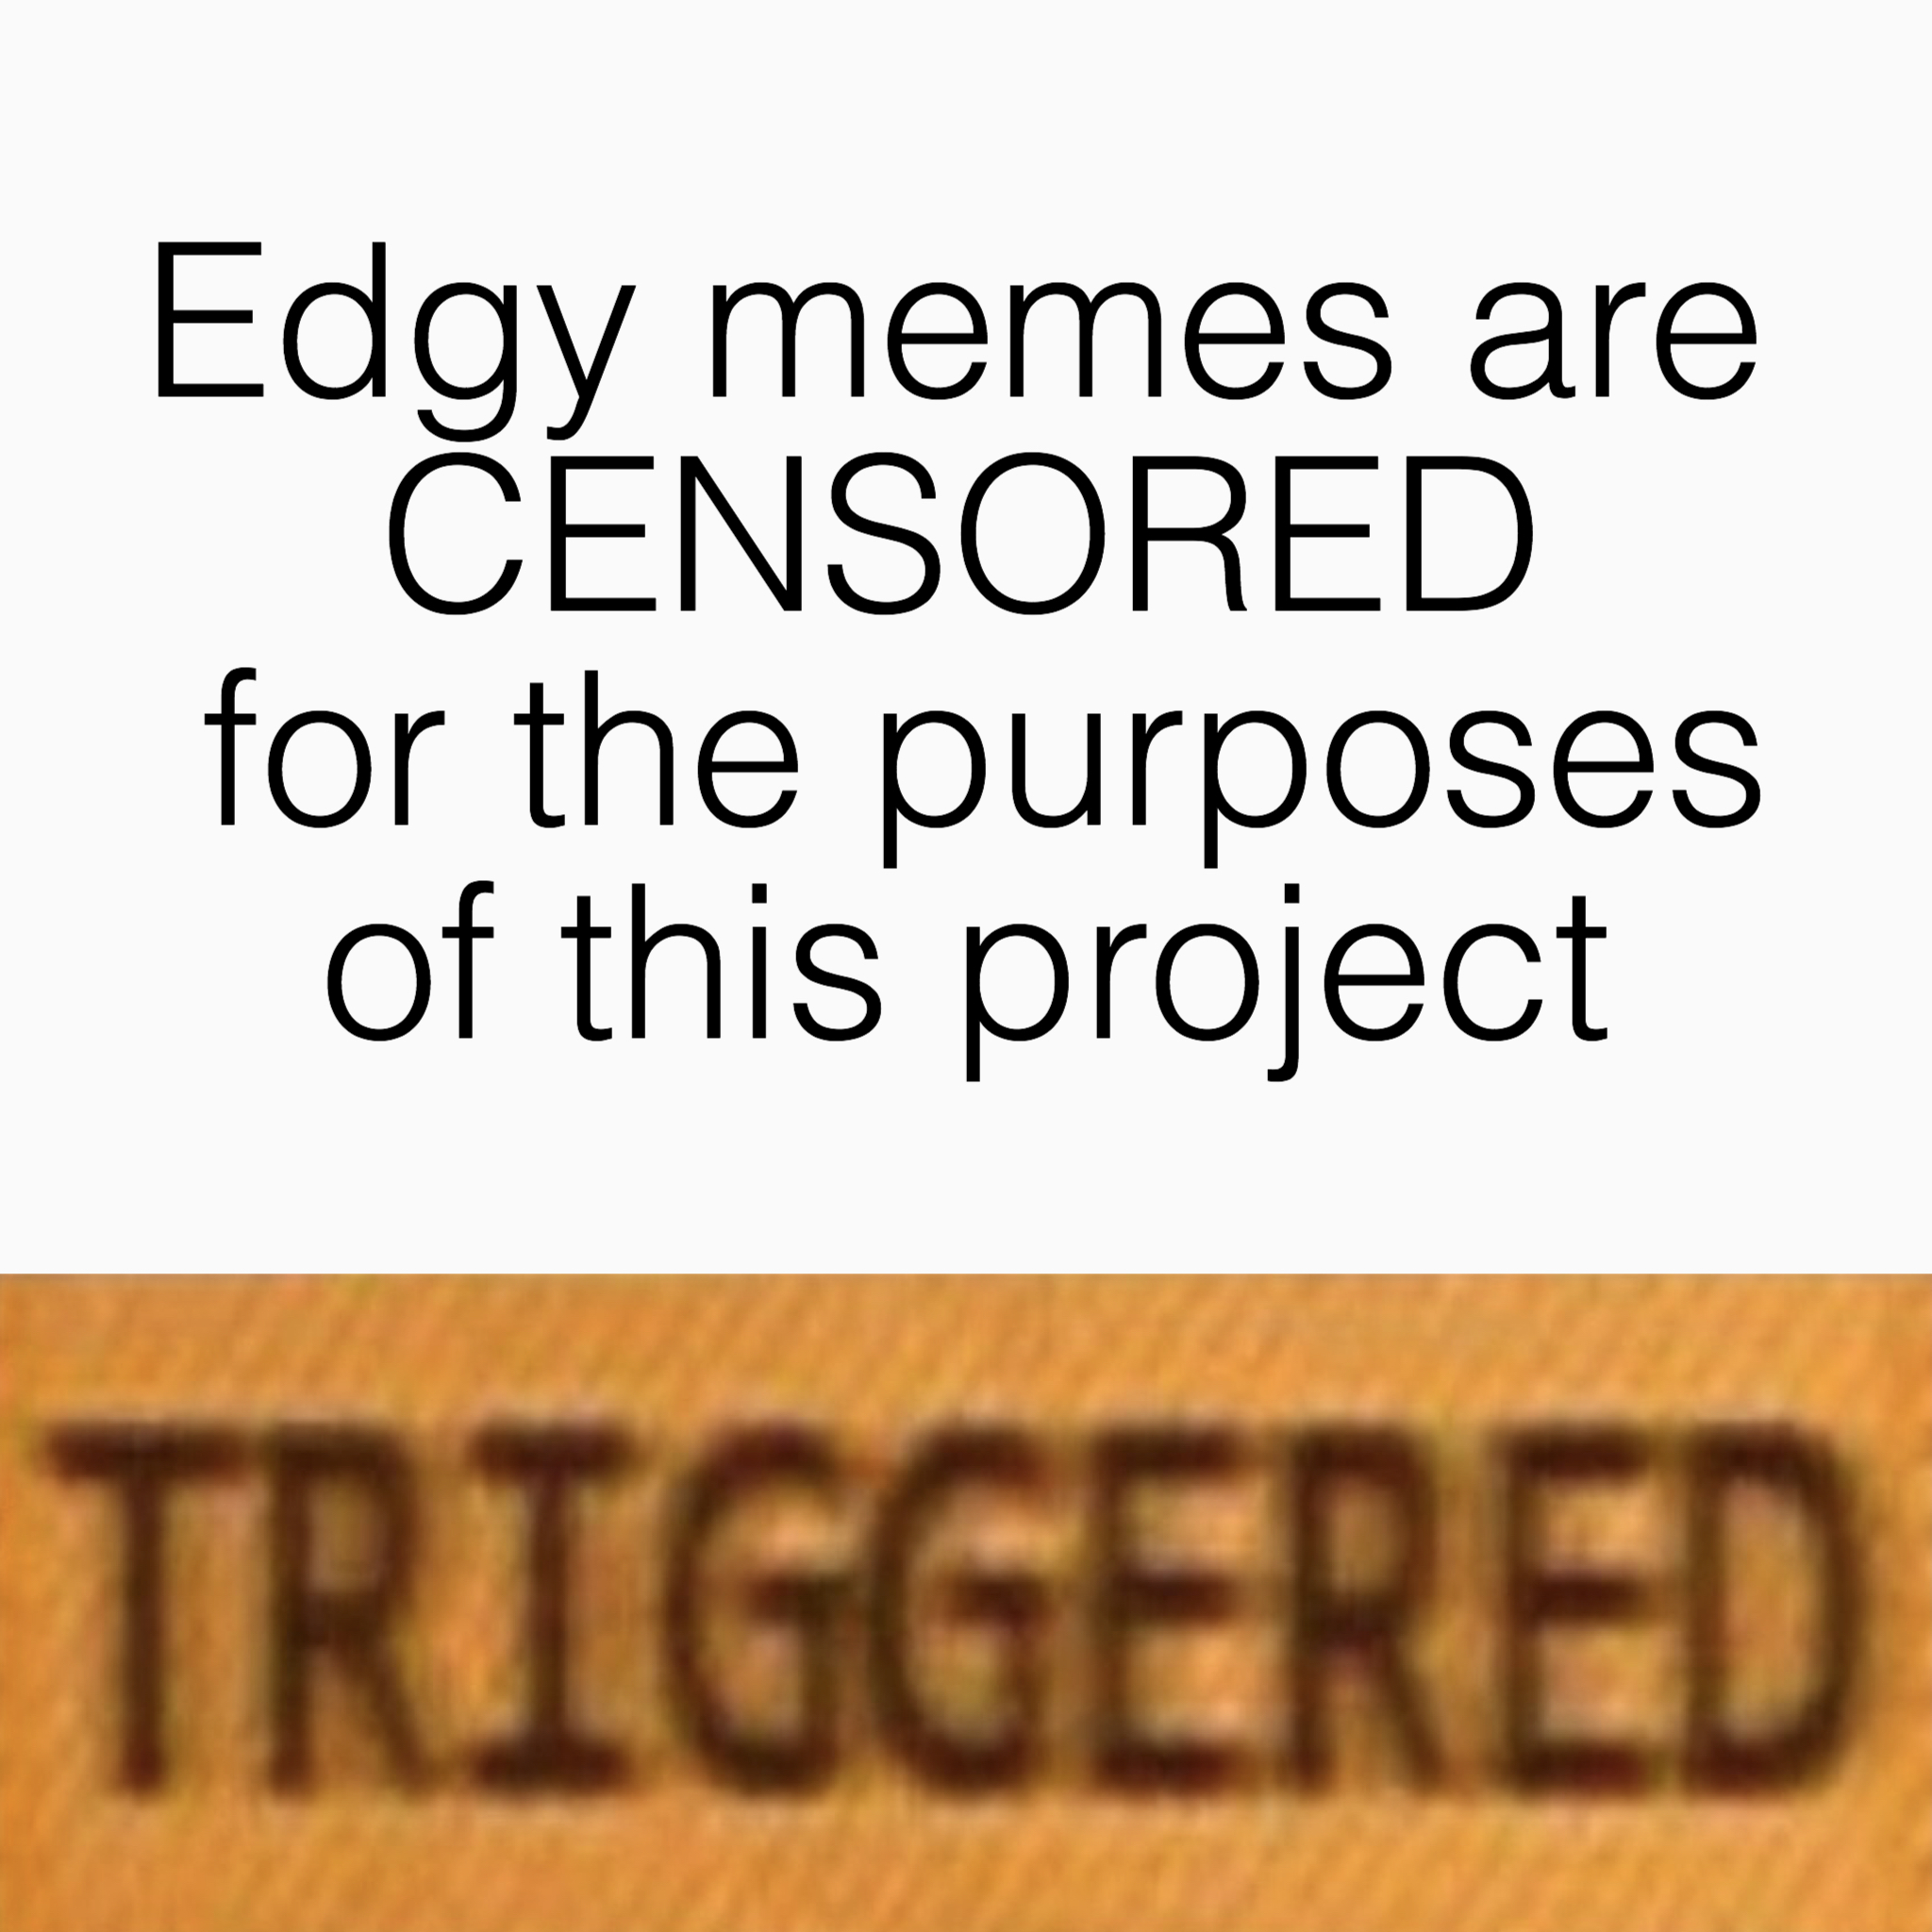 Edgy memes are
CENSORED
for the purposes
of this project
TRIGGERED